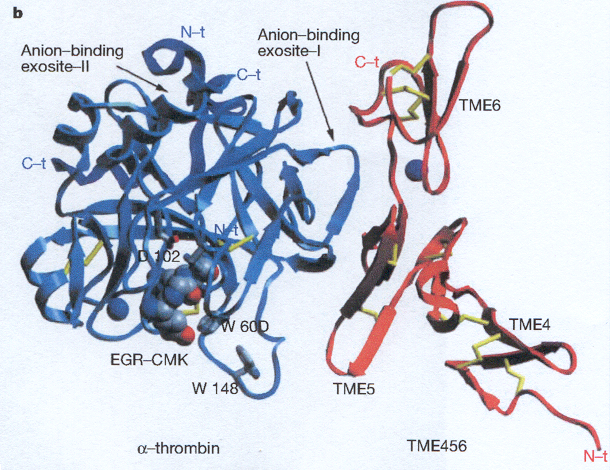 b
N–t
Anion–binding
exosite–II
Anion–binding
exosite–I
C–t
C–t
TME6
C–t
N–t
D 102
W 60D
TME4
EGR–CMK
W 148
TME5
α–thrombin
TME456
N–t